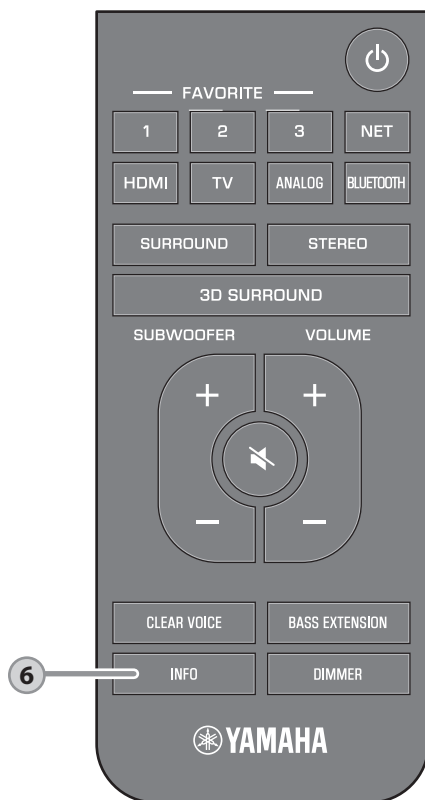 FAVORITE
1 2 3 NET
HDMI TV ANALOG BLUETOOTH
SURROUND STEREO
3D SURROUND
SUBWOOFER VOLUME
+ +
− −
CLEAR VOICE BASS EXTENSION
6 INFO DIMMER
YAMAHA